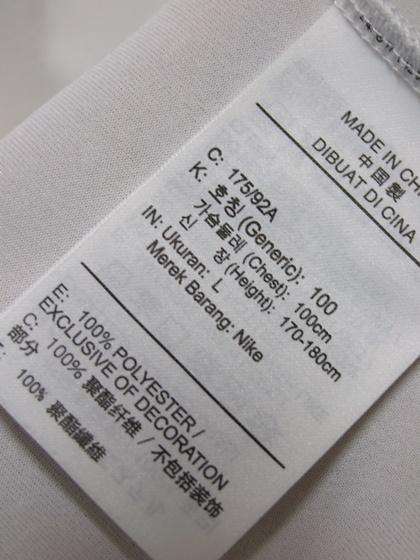 MADE IN CH
中国製
DIBUAT DI CINA
C: 175/92A
K: 호칭 (Generic): 100
가슴둘레 (Chest): 100cm
신 장 (Height): 170-180cm
IN: Ukuran: L
Merek Barang: Nike
E: 100% POLYESTER /
EXCLUSIVE OF DECORATION
C: 100% 聚酯纤维 / 不包括装饰
部分
100% 聚酯纖維